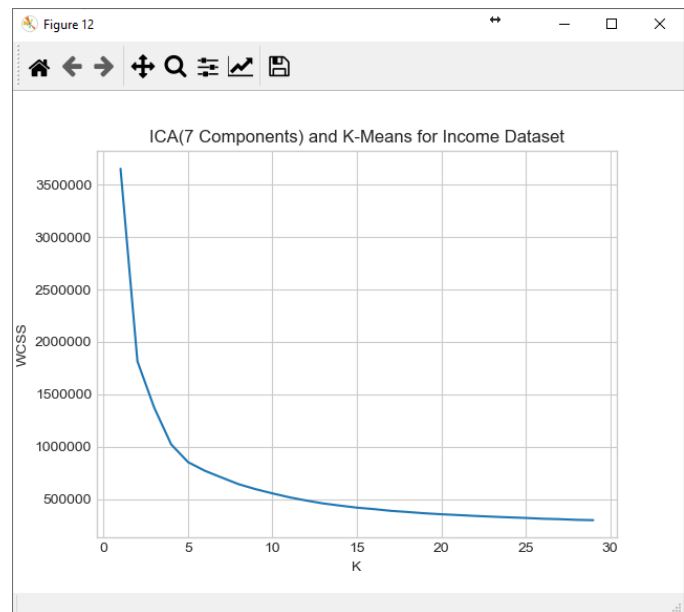 Figure 12
ICA(7 Components) and K-Means for Income Dataset
3500000
3000000
2500000
2000000
1500000
1000000
500000
WCSS
0 5 10 15 20 25 30
K